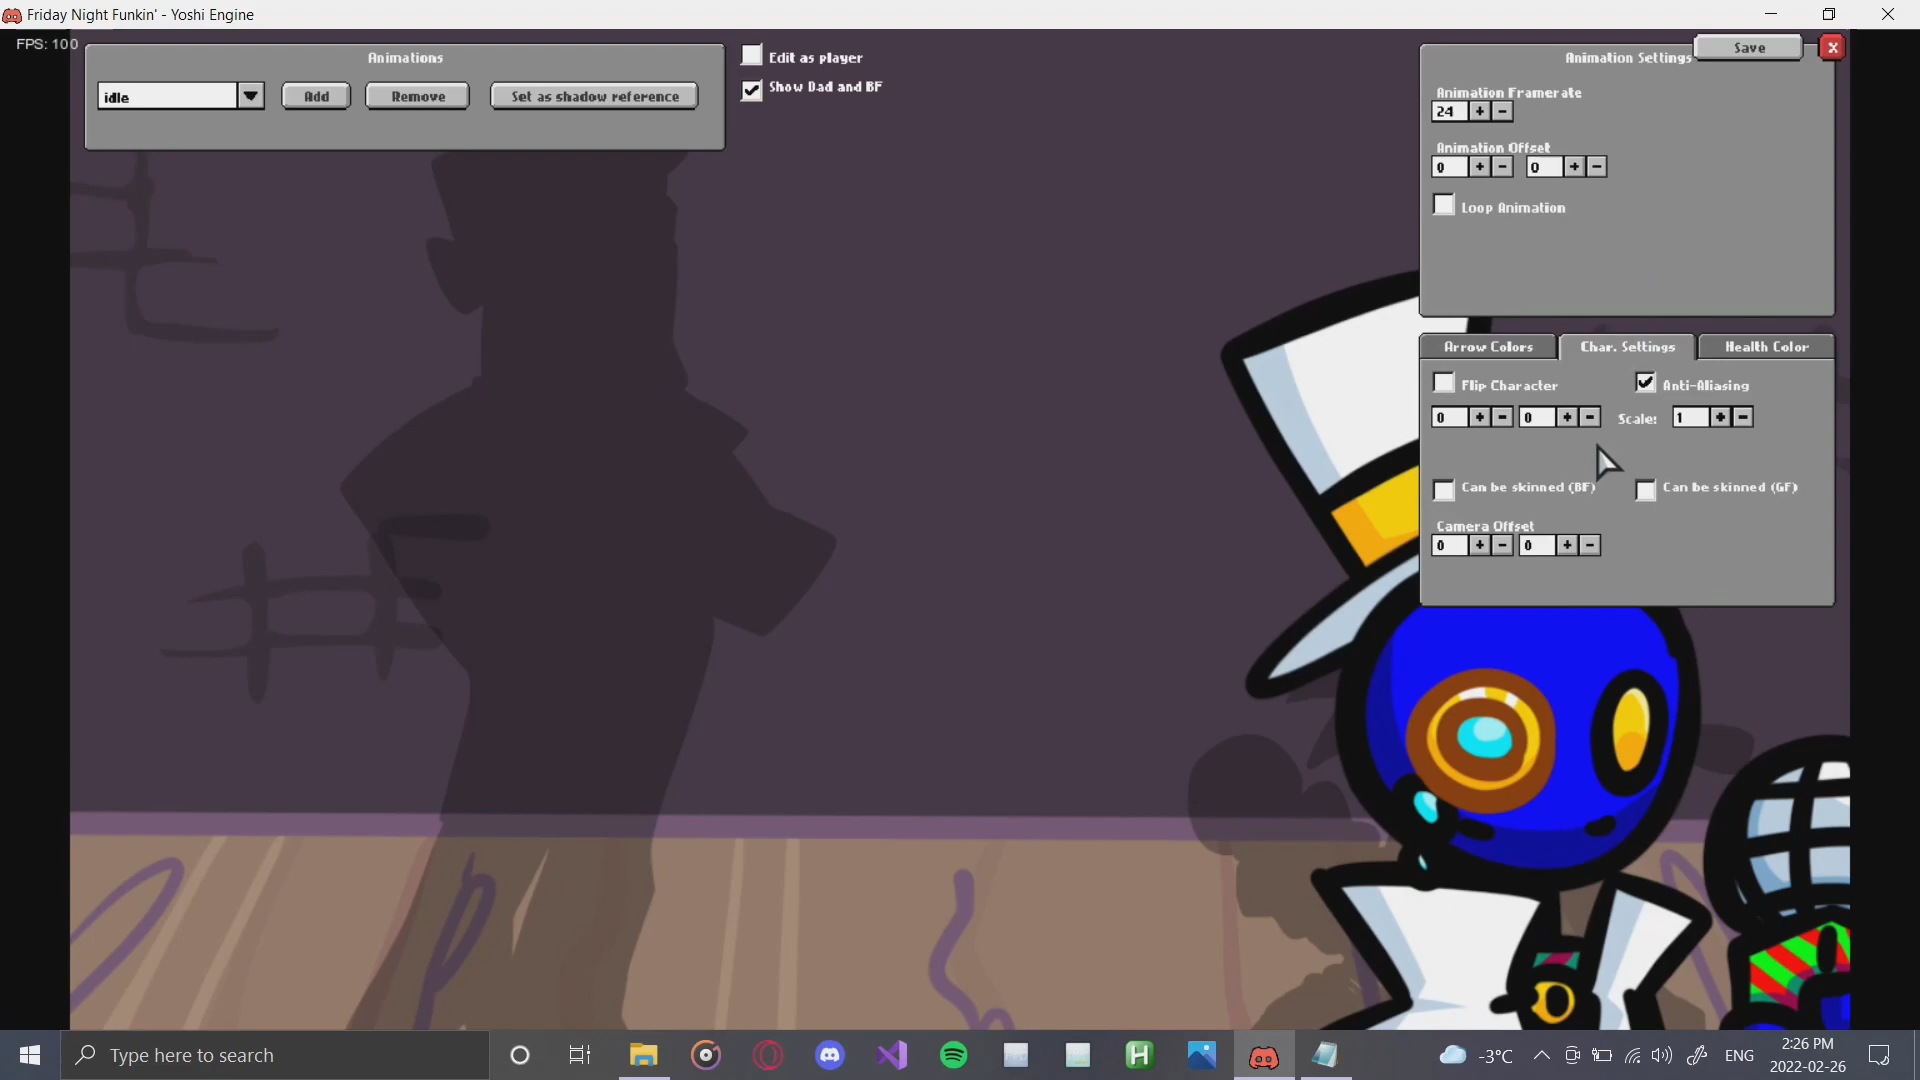 Friday Night Funkin' - Yoshi Engine
FPS: 100
Animations
idle
Add
Remove
Set as shadow reference
Edit as player
Show Dad and BF
Save
x
Animation Settings
Animation Framerate
24 + -
Animation Offset
0 + - 0 + -
Loop Animation
Arrow Colors
Char. Settings
Health Color
Flip Character
Anti-Aliasing
0 + - 0 + - Scale: 1 + -
Can be skinned (BF)
Can be skinned (GF)
Camera Offset
0 + - 0 + -
Type here to search
-3°C
ENG
2:26 PM
2022-02-26